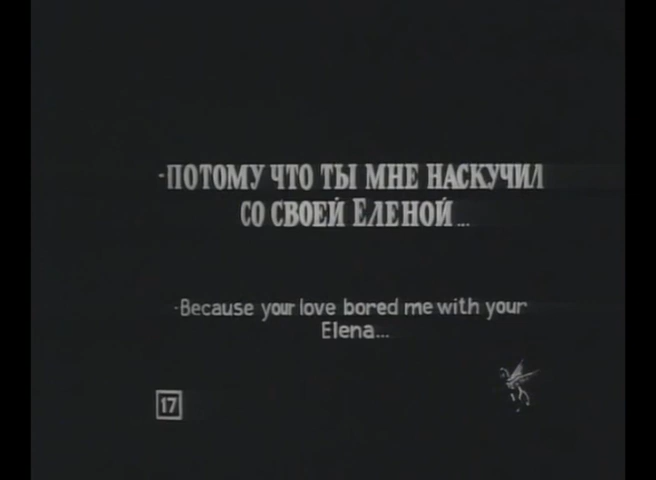 -ПОТОМУ ЧТО ТЫ МНЕ НАСКУЧИЛ
СО СВОЕЙ ЕЛЕНОЙ...
-Because your love bored me with your
Elena...
17